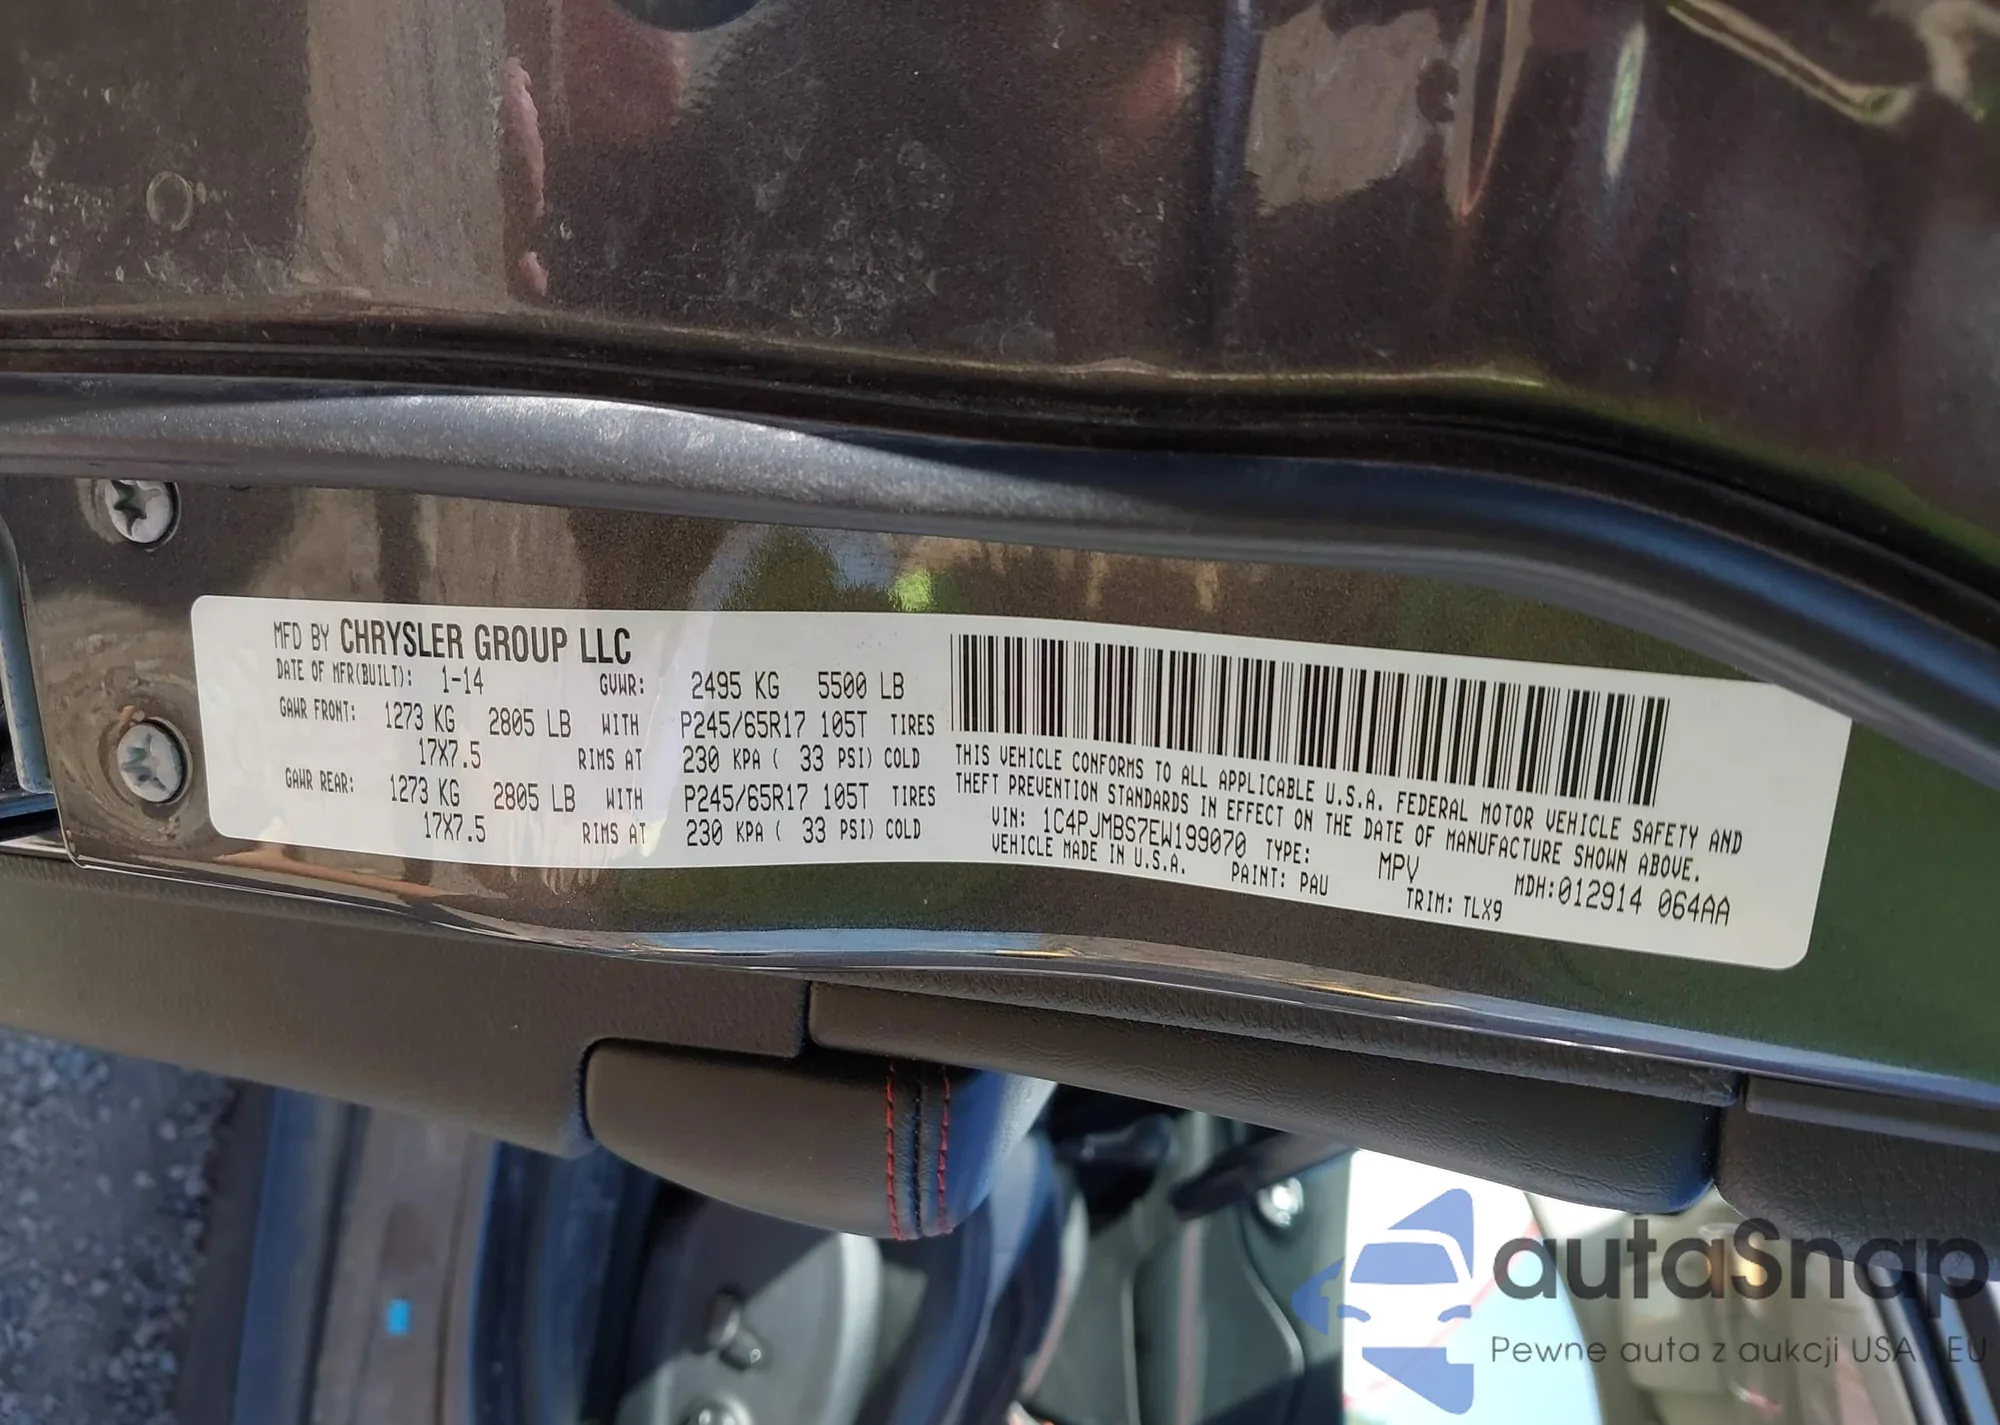 MFD BY CHRYSLER GROUP LLC
DATE OF MFR(BUILT): 1-14 GVWR: 2495 KG 5500 LB
GAWR FRONT: 1273 KG 2805 LB WITH P245/65R17 105T TIRES
17X7.5 RIMS AT 230 KPA ( 33 PSI) COLD
GAWR REAR: 1273 KG 2805 LB WITH P245/65R17 105T TIRES
17X7.5 RIMS AT 230 KPA ( 33 PSI) COLD
THIS VEHICLE CONFORMS TO ALL APPLICABLE U.S.A. FEDERAL MOTOR VEHICLE SAFETY AND
THEFT PREVENTION STANDARDS IN EFFECT ON THE DATE OF MANUFACTURE SHOWN ABOVE.
VIN: 1C4PJMBS7EW199070 TYPE: MPV MDH:012914 064AA
VEHICLE MADE IN U.S.A. PAINT: PAU TRIM: TLX9
autaSnap
Pewne auta z aukcji USA i EU